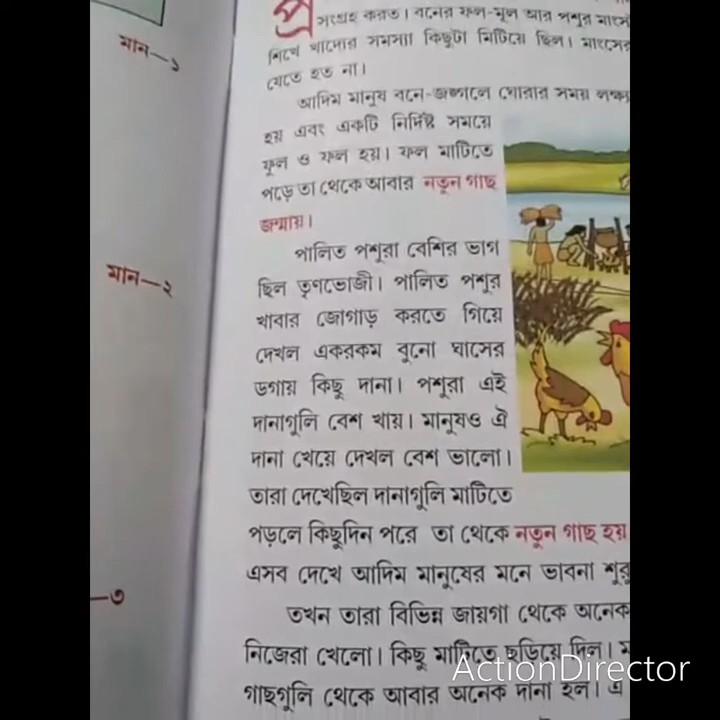 মান—১
মান—২
—৩
প্র
সংগ্রহ করত। বনের ফল-মূল আর পশুর মাংস
শিখে খাদ্যের সমস্যা কিছুটা মিটিয়ে ছিল। মাংসের
যেতে হত না।
আদিম মানুষ বনে-জঙ্গলে ঘোরার সময় লক্ষ্য
হয় এবং একটি নির্দিষ্ট সময়ে
ফুল ও ফল হয়। ফল মাটিতে
পড়ে তা থেকে আবার নতুন গাছ
জন্মায়।
পালিত পশুরা বেশির ভাগ
ছিল তৃণভোজী। পালিত পশুর
খাবার জোগাড় করতে গিয়ে
দেখল একরকম বুনো ঘাসের
ডগায় কিছু দানা। পশুরা এই
দানাগুলি বেশ খায়। মানুষও ঐ
দানা খেয়ে দেখল বেশ ভালো।
তারা দেখেছিল দানাগুলি মাটিতে
পড়লে কিছুদিন পরে তা থেকে নতুন গাছ হয়
এসব দেখে আদিম মানুষের মনে ভাবনা শুরু
তখন তারা বিভিন্ন জায়গা থেকে অনেক
নিজেরা খেলো। কিছু মাটিতে ছড়িয়ে দিল। ম
গাছগুলি থেকে আবার অনেক দানা হল। এ
ActionDirector